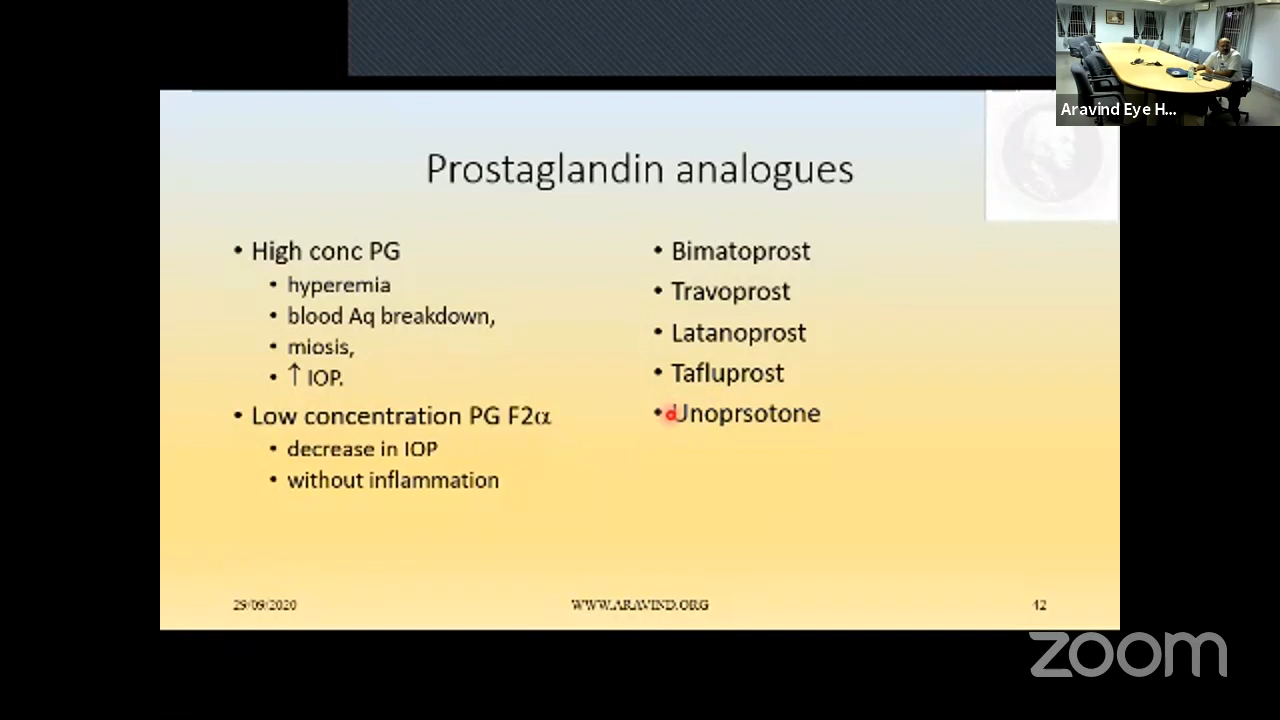 Aravind Eye H...
Prostaglandin analogues
• High conc PG
• hyperemia
• blood Aq breakdown,
• miosis,
• ↑ IOP.
• Low concentration PG F2α
• decrease in IOP
• without inflammation
• Bimatoprost
• Travoprost
• Latanoprost
• Tafluprost
• Unoprsotone
29/09/2020
WWW.ARAVIND.ORG
42
zoom